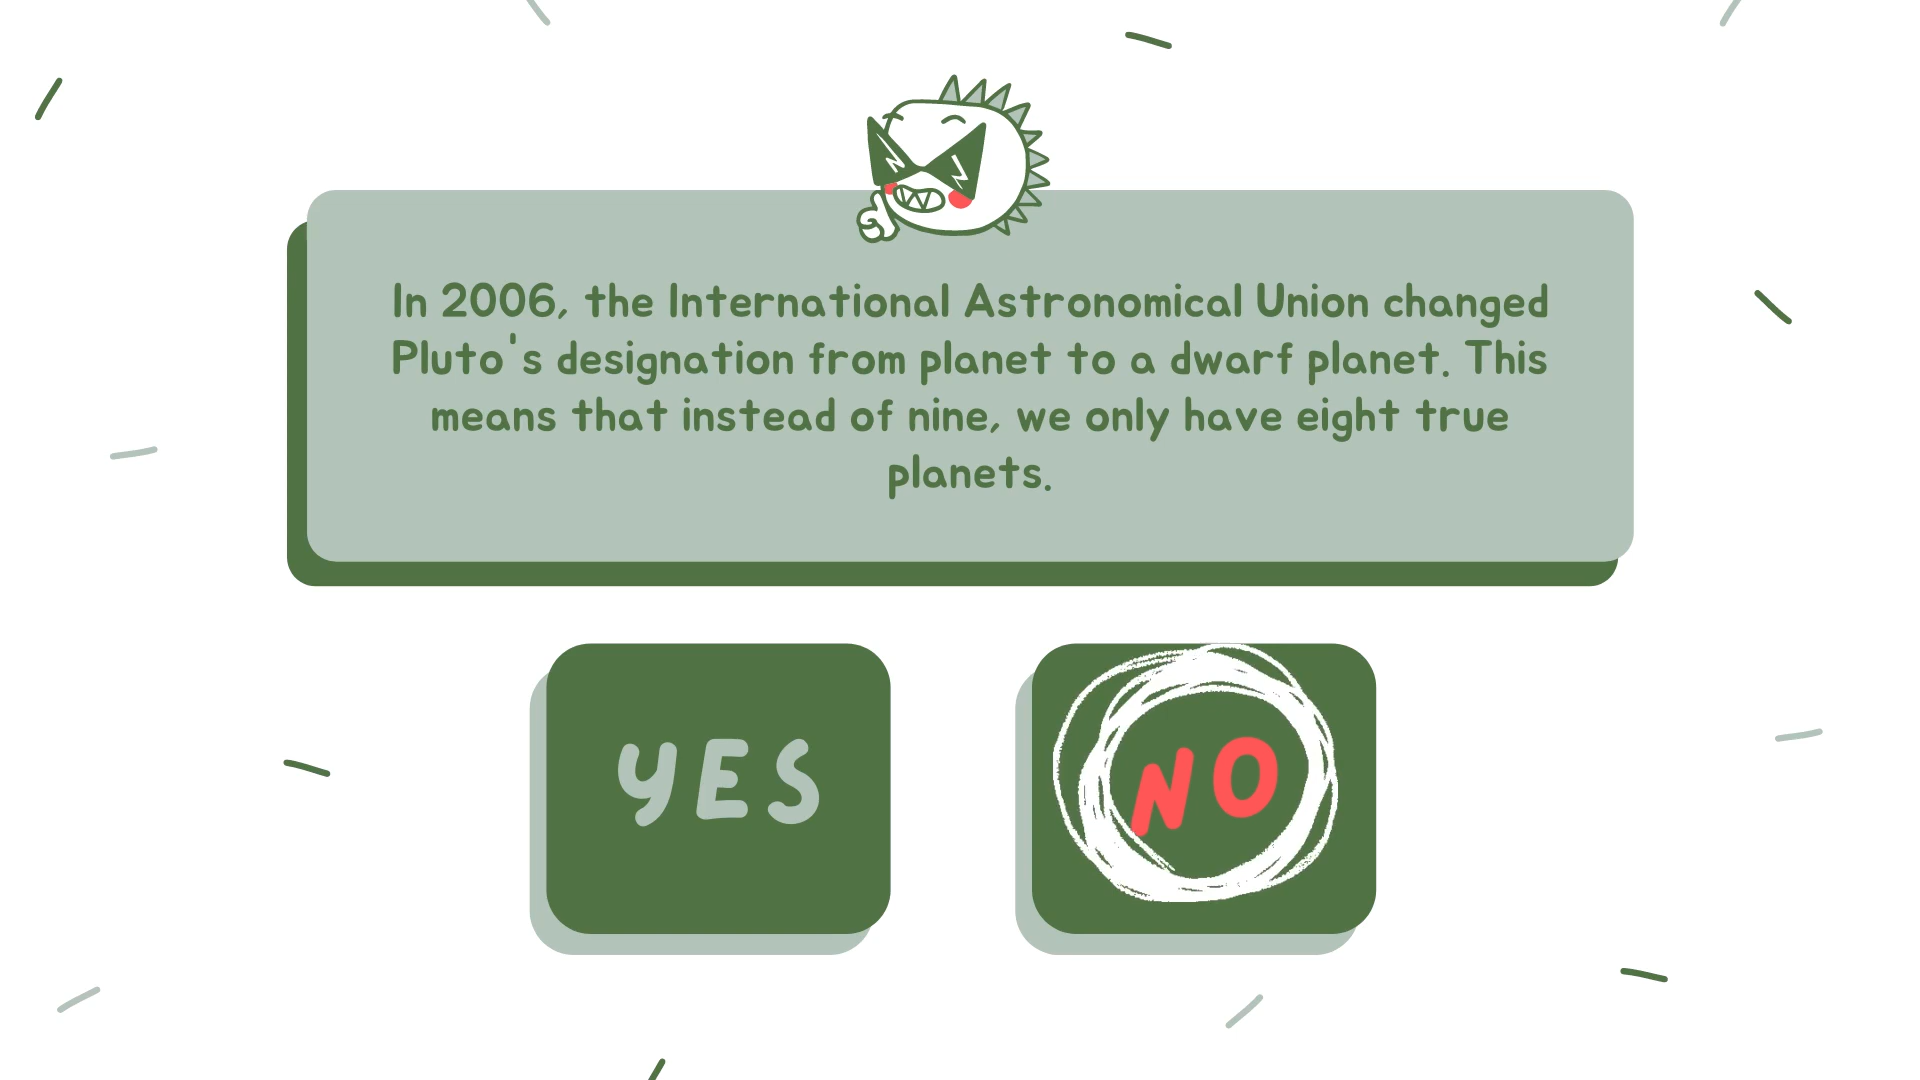 In 2006, the International Astronomical Union changed
Pluto's designation from planet to a dwarf planet. This
means that instead of nine, we only have eight true
planets.
YES
NO